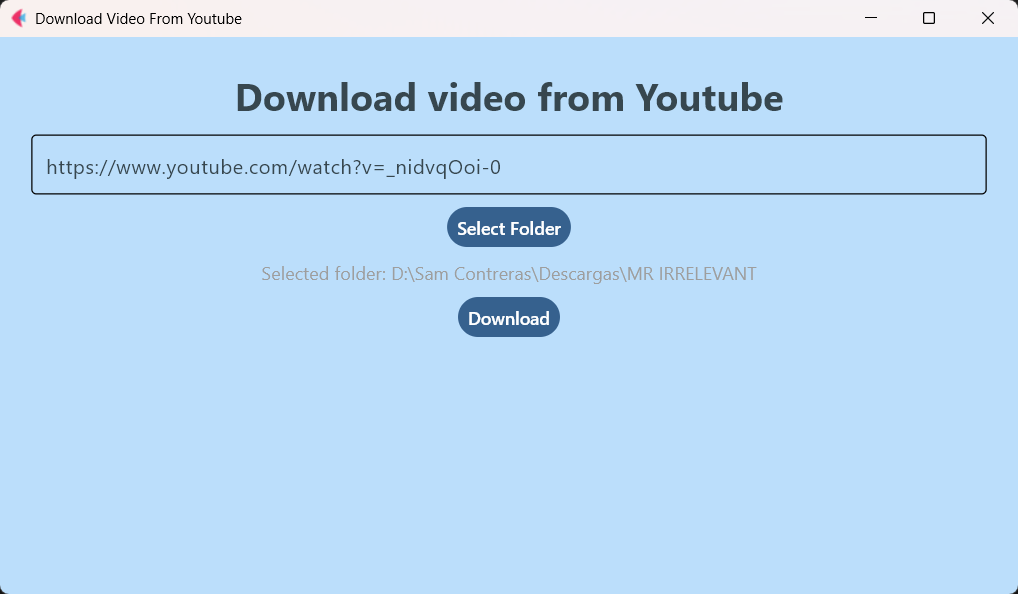 Download Video From Youtube
Download video from Youtube
https://www.youtube.com/watch?v=_nidvqOoi-0
Select Folder
Selected folder: D:\Sam Contreras\Descargas\MR IRRELEVANT
Download